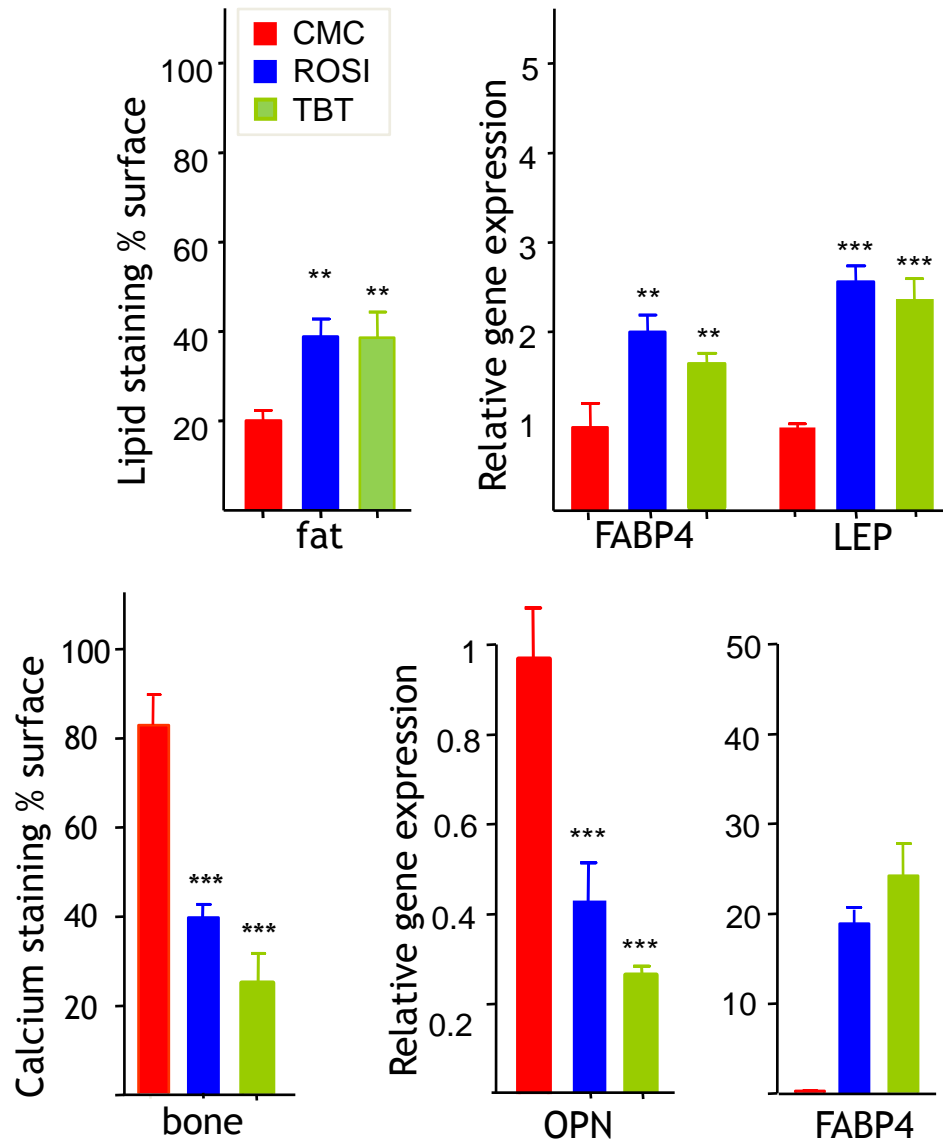 CMC
ROSI
TBT
Lipid staining % surface
100
80
60
40
20
**
**
fat
Relative gene expression
5
4
3
2
1
**
**
***
***
FABP4
LEP
Calcium staining % surface
100
80
60
40
20
***
***
bone
Relative gene expression
1
0.8
0.6
0.4
0.2
***
***
OPN
50
40
30
20
10
FABP4